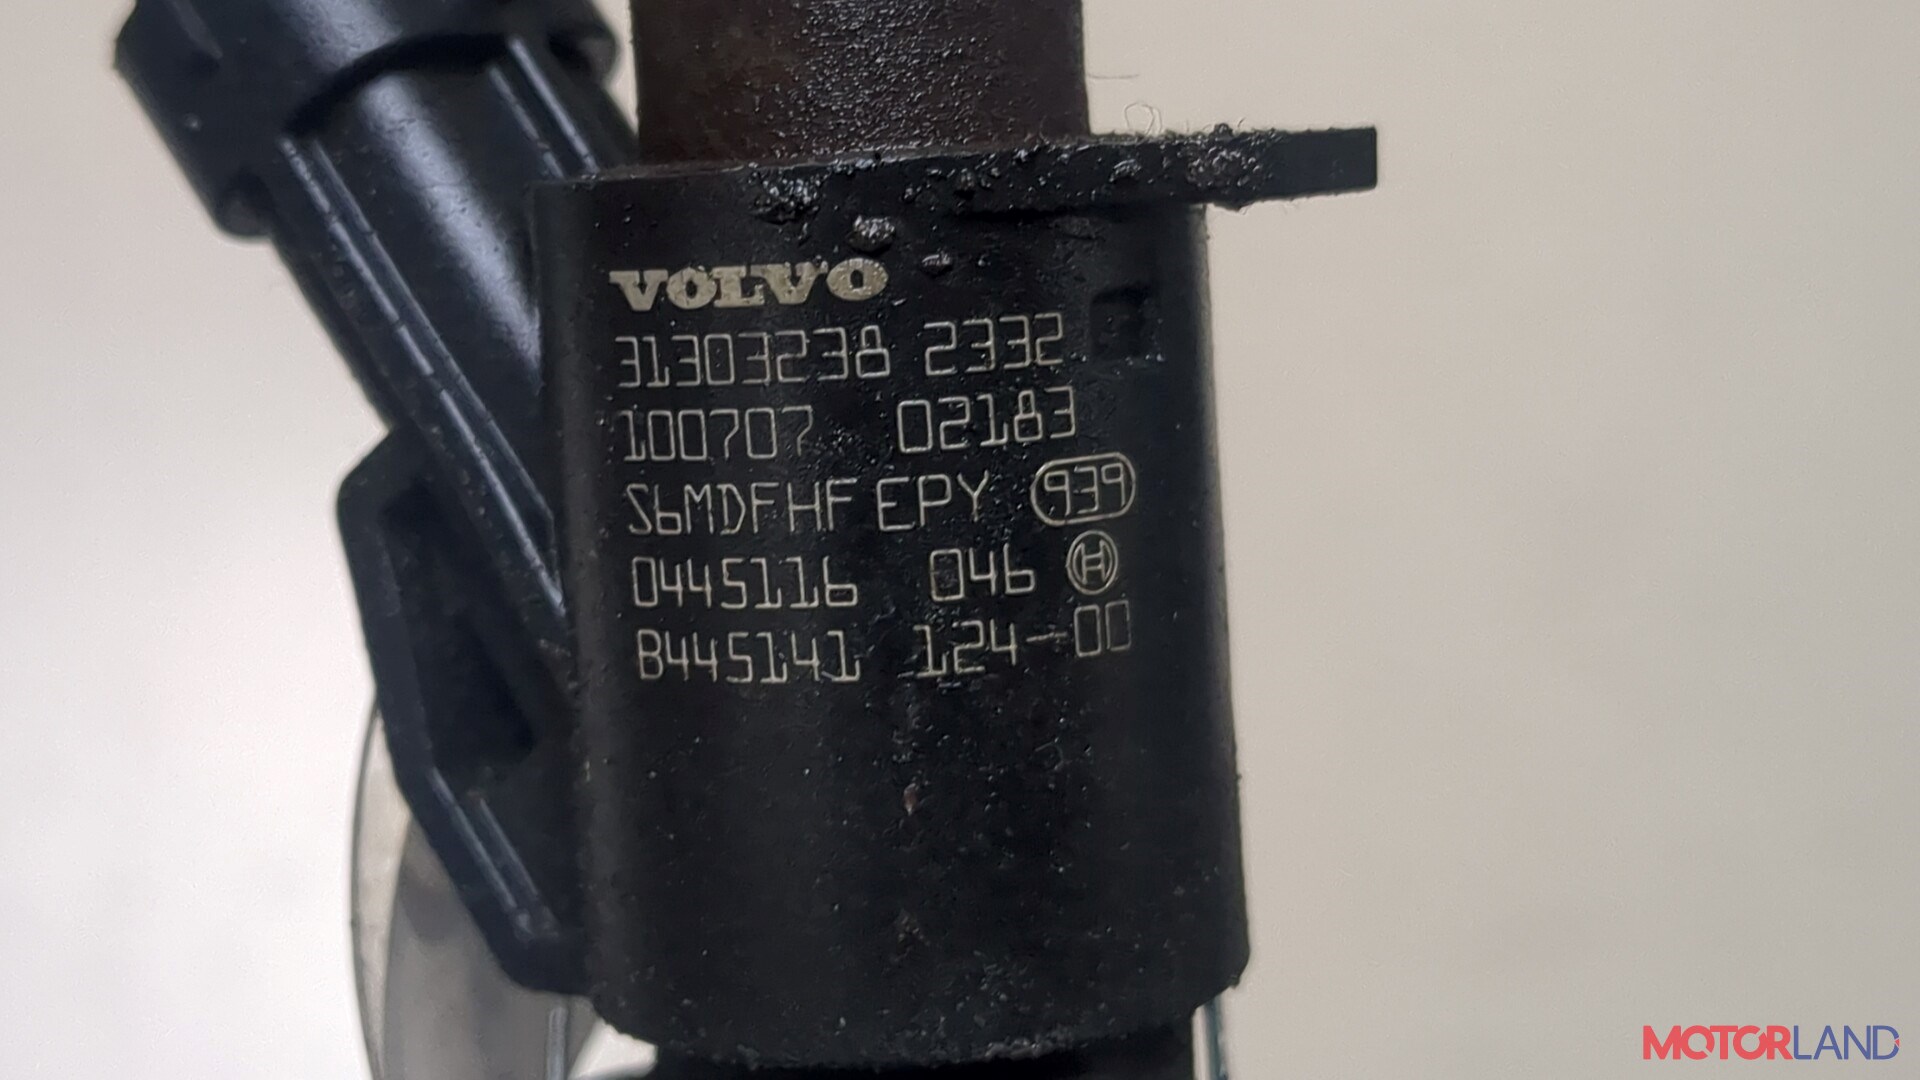 VOLVO
31303238 2332
100707 02183
S6MDFHF EPY 939
0445116 046 H
B445141 124-00
MOTORLAND